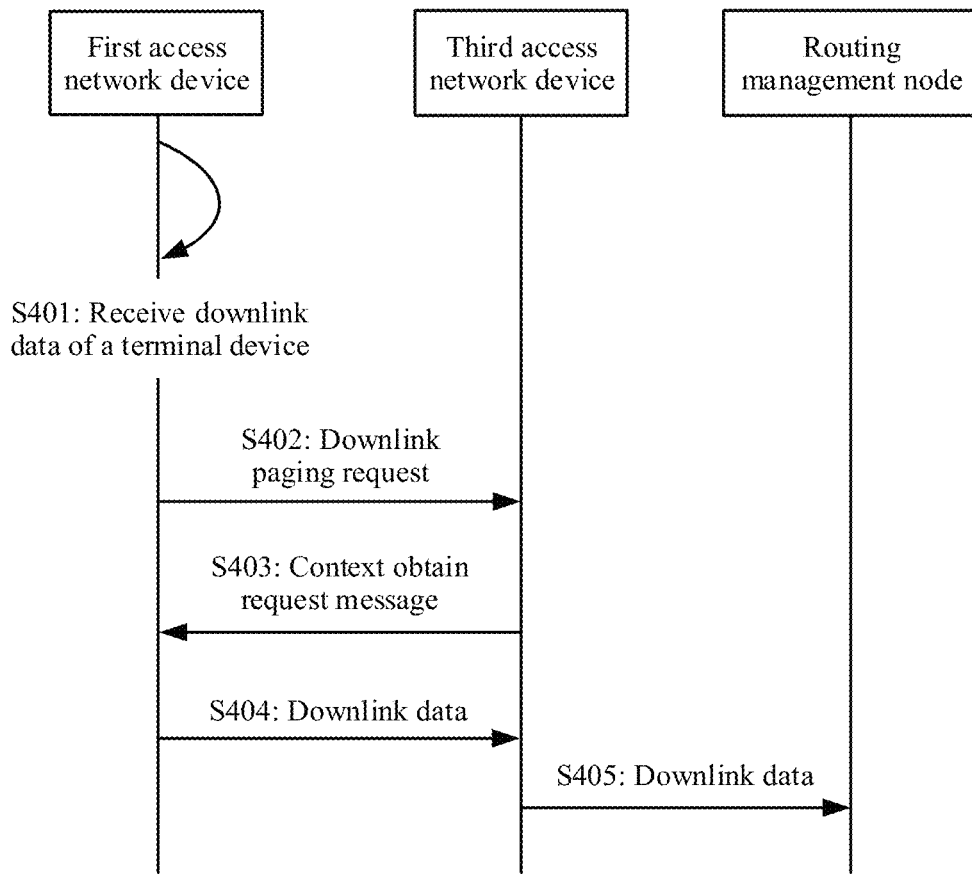 First access
network device
Third access
network device
Routing
management node
S401: Receive downlink
data of a terminal device
S402: Downlink
paging request
S403: Context obtain
request message
S404: Downlink data
S405: Downlink data